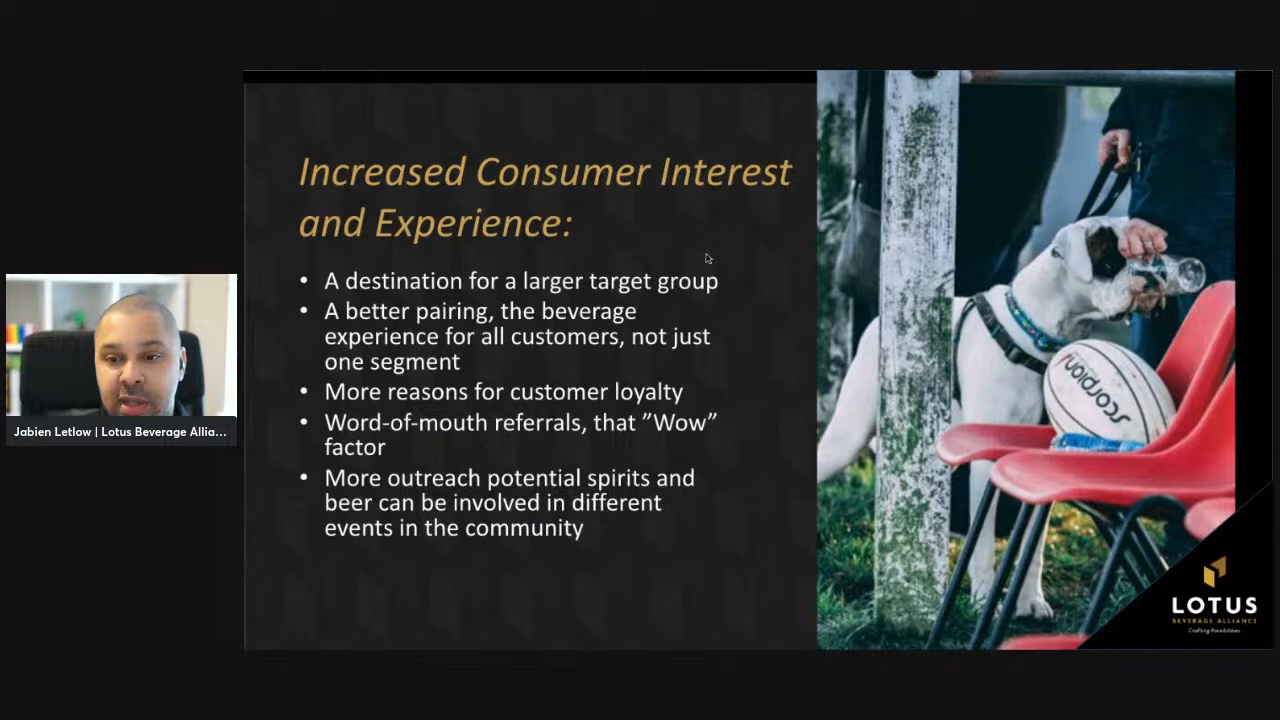 Increased Consumer Interest
and Experience:
• A destination for a larger target group
• A better pairing, the beverage
experience for all customers, not just
one segment
• More reasons for customer loyalty
• Word-of-mouth referrals, that ”Wow”
factor
• More outreach potential spirits and
beer can be involved in different
events in the community
scorpion
Jabien Letlow | Lotus Beverage Allia...
LOTUS
BEVERAGE ALLIANCE
Crafting Possibilities